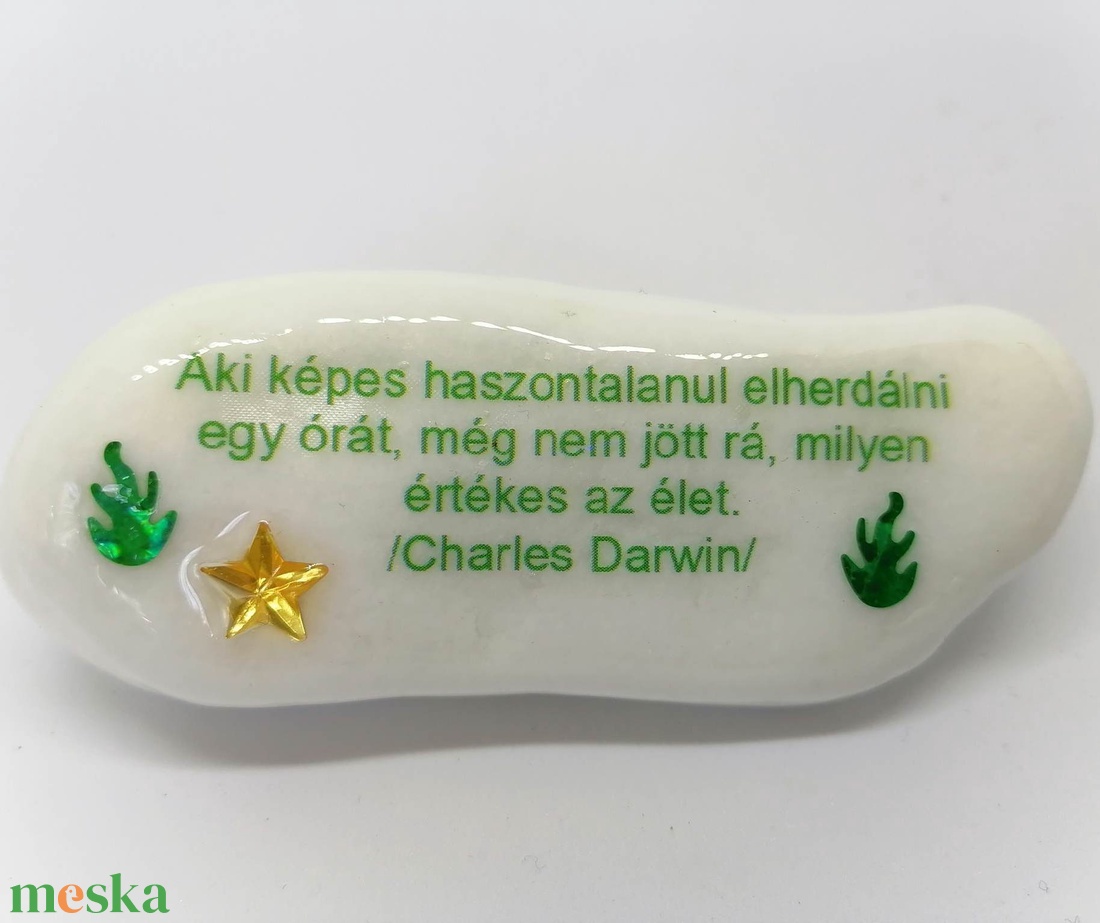 Aki képes haszontalanul elherdálni
egy órát, még nem jött rá, milyen
értékes az élet.
/Charles Darwin/
meska